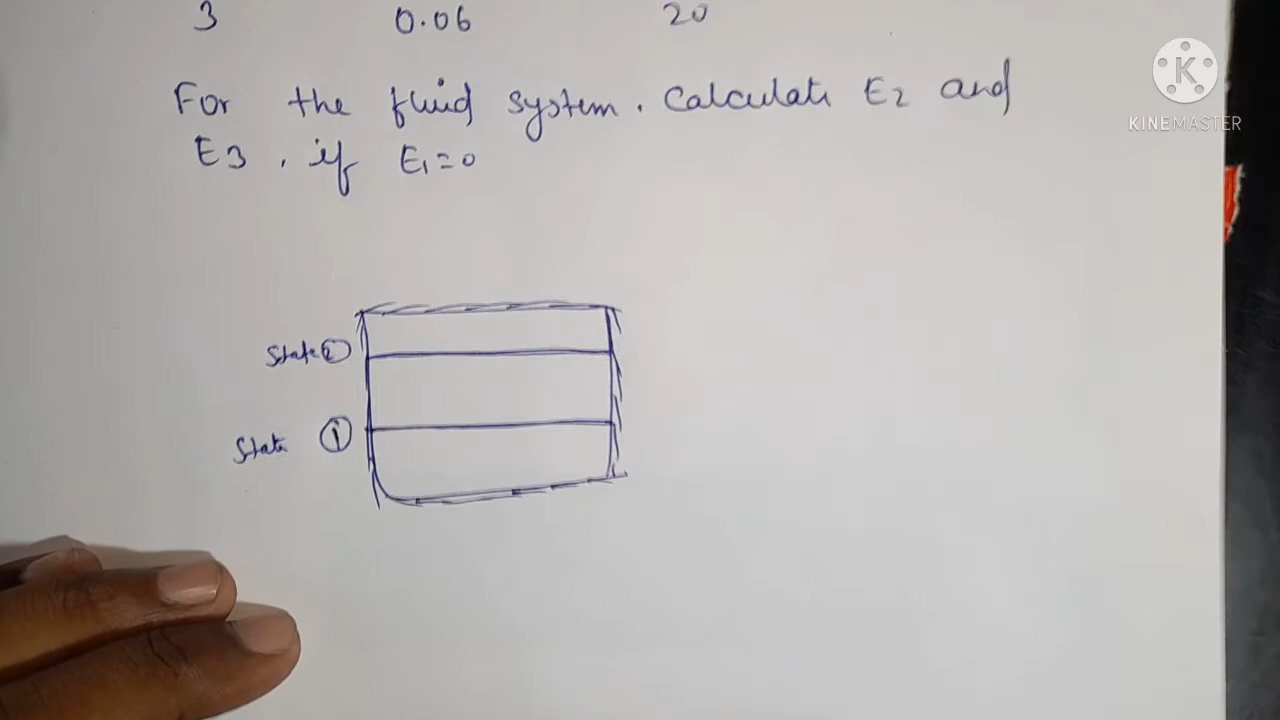 3 0.06 20
For the fluid system. Calculate E2 and
E3, if E1=0
State 2
State 1
K
KINEMASTER